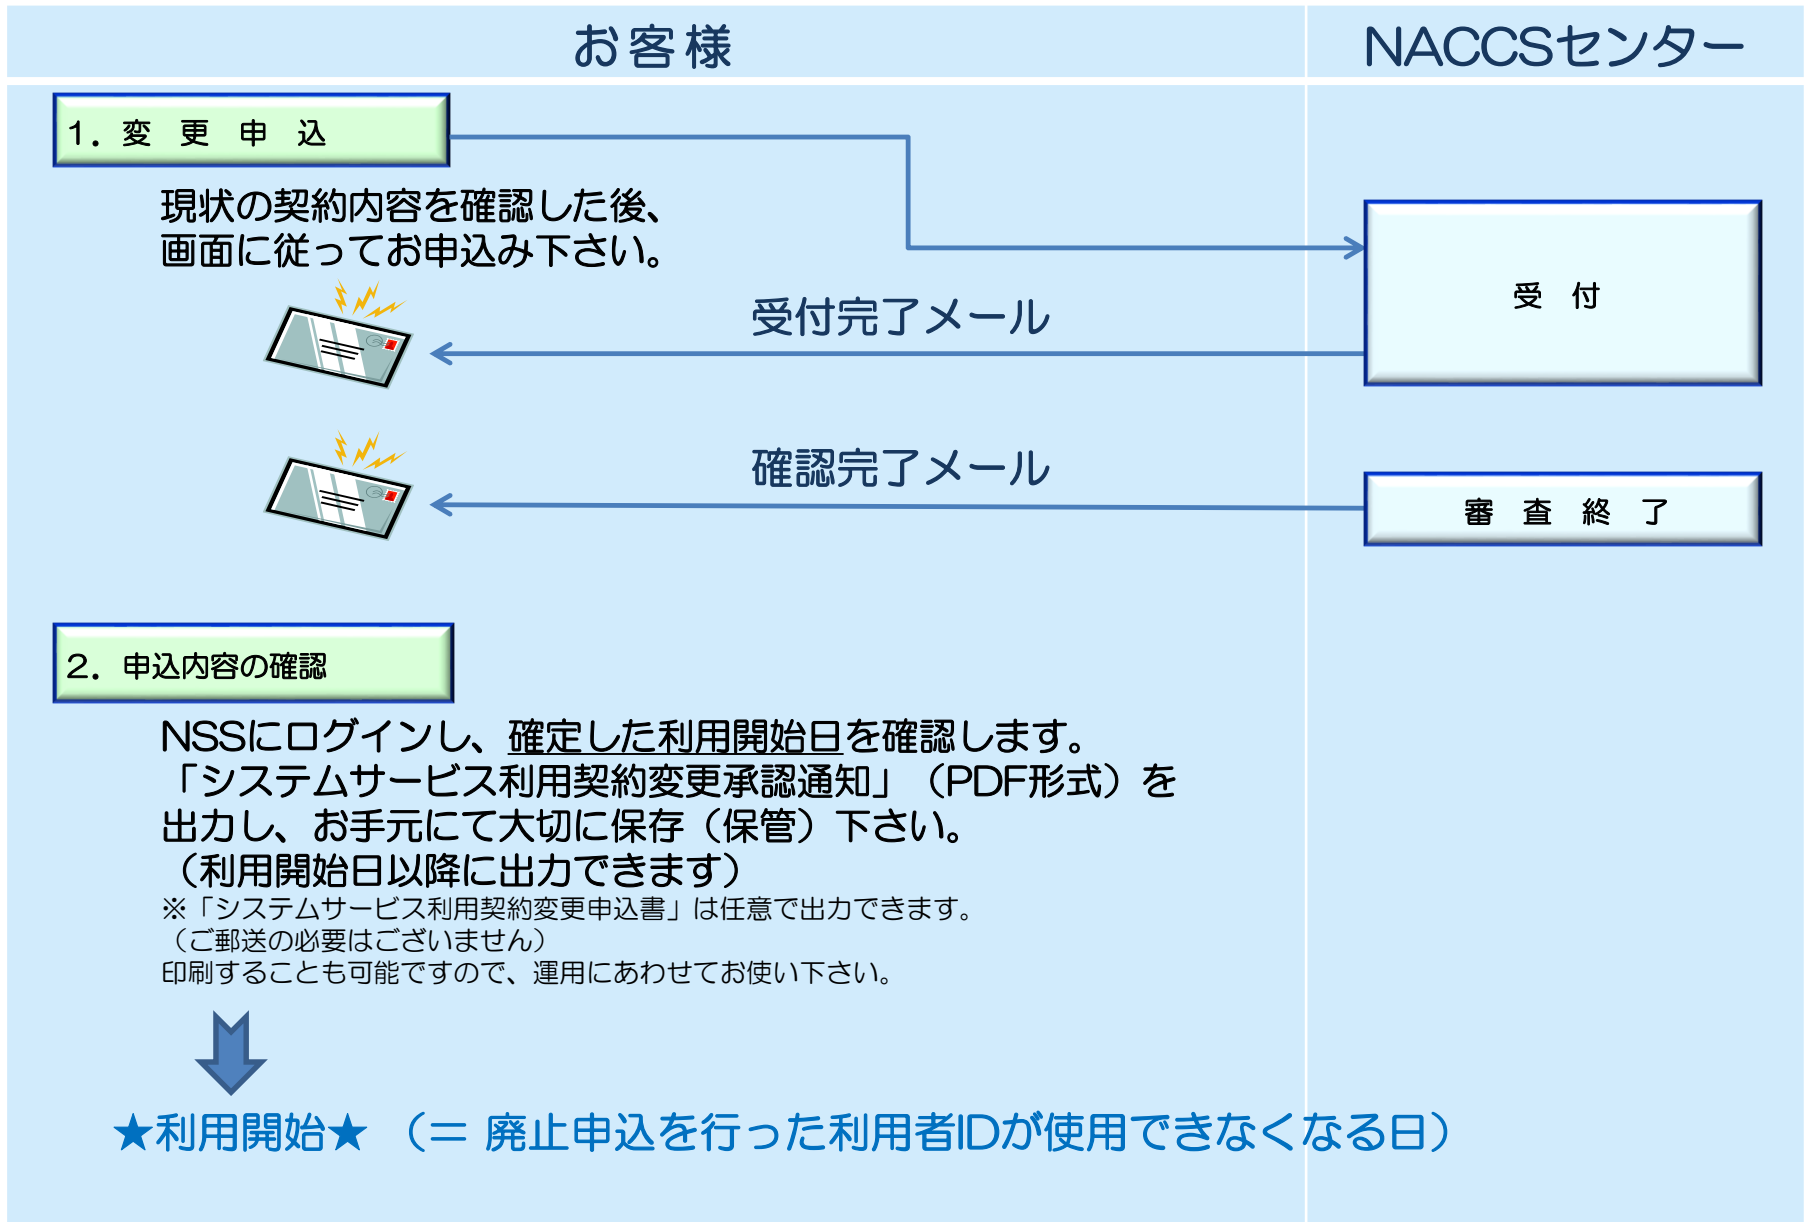 お客様
NACCSセンター
1．変　更　申　込
現状の契約内容を確認した後、
画面に従ってお申込み下さい。
受　付
受付完了メール
確認完了メール
審　査　終　了
2．申込内容の確認
NSSにログインし、確定した利用開始日を確認します。
「システムサービス利用契約変更承認通知」（PDF形式）を
出力し、お手元にて大切に保存（保管）下さい。
（利用開始日以降に出力できます）
※「システムサービス利用契約変更申込書」は任意で出力できます。
（ご郵送の必要はございません）
印刷することも可能ですので、運用にあわせてお使い下さい。
★利用開始★　（＝ 廃止申込を行った利用者IDが使用できなくなる日）